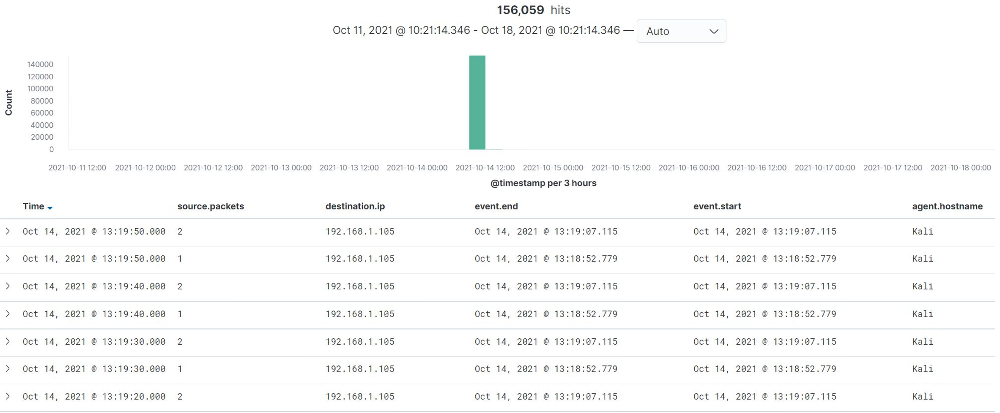 156,059 hits
Oct 11, 2021 @ 10:21:14.346 - Oct 18, 2021 @ 10:21:14.346 — Auto
140000
120000
100000
80000
60000
40000
20000
0
Count
2021-10-11 12:00 2021-10-12 00:00 2021-10-12 12:00 2021-10-13 00:00 2021-10-13 12:00 2021-10-14 00:00 2021-10-14 12:00 2021-10-15 00:00 2021-10-15 12:00 2021-10-16 00:00 2021-10-16 12:00 2021-10-17 00:00 2021-10-17 12:00 2021-10-18 00:00
@timestamp per 3 hours
Time source.packets destination.ip event.end event.start agent.hostname
Oct 14, 2021 @ 13:19:50.000 2 192.168.1.105 Oct 14, 2021 @ 13:19:07.115 Oct 14, 2021 @ 13:19:07.115 Kali
Oct 14, 2021 @ 13:19:50.000 1 192.168.1.105 Oct 14, 2021 @ 13:18:52.779 Oct 14, 2021 @ 13:18:52.779 Kali
Oct 14, 2021 @ 13:19:40.000 2 192.168.1.105 Oct 14, 2021 @ 13:19:07.115 Oct 14, 2021 @ 13:19:07.115 Kali
Oct 14, 2021 @ 13:19:40.000 1 192.168.1.105 Oct 14, 2021 @ 13:18:52.779 Oct 14, 2021 @ 13:18:52.779 Kali
Oct 14, 2021 @ 13:19:30.000 2 192.168.1.105 Oct 14, 2021 @ 13:19:07.115 Oct 14, 2021 @ 13:19:07.115 Kali
Oct 14, 2021 @ 13:19:30.000 1 192.168.1.105 Oct 14, 2021 @ 13:18:52.779 Oct 14, 2021 @ 13:18:52.779 Kali
Oct 14, 2021 @ 13:19:20.000 2 192.168.1.105 Oct 14, 2021 @ 13:19:07.115 Oct 14, 2021 @ 13:19:07.115 Kali